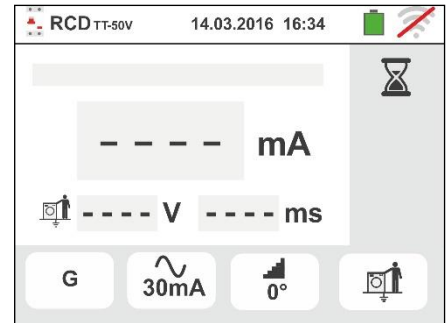 RCD TT-50V 14.03.2016 16:34
- - - - mA
- - - - V - - - - ms
G 30mA 0°